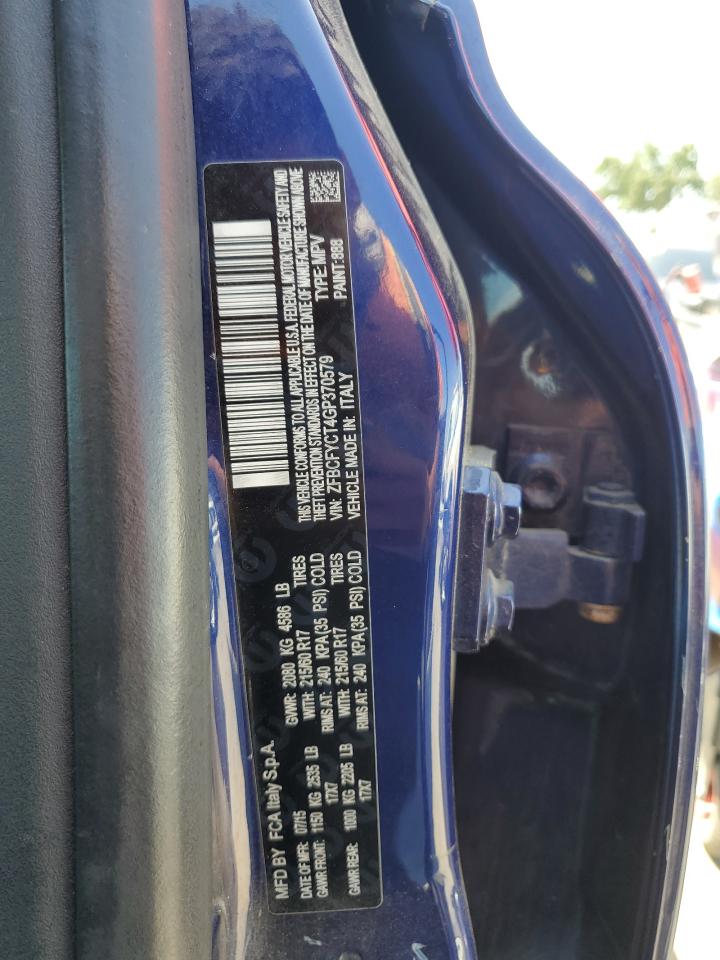 MFD BY FCA Italy S.p.A.
DATE OF MFR: 07/15 GVWR: 2080 KG 4586 LB
GAWR FRONT: 1150 KG 2535 LB WITH: 215/60 R17 TIRES
17X7 RIMS AT: 240 KPA(35 PSI) COLD
GAWR REAR: 1000 KG 2205 LB WITH: 215/60 R17 TIRES
17X7 RIMS AT: 240 KPA(35 PSI) COLD
THIS VEHICLE CONFORMS TO ALL APPLICABLE U.S.A. FEDERAL MOTOR VEHICLE SAFETY AND
THEFT PREVENTION STANDARDS IN EFFECT ON THE DATE OF MANUFACTURE SHOWN ABOVE
VIN: ZFBCFYCT4GP370579 TYPE: MPV
VEHICLE MADE IN: ITALY PAINT: 888